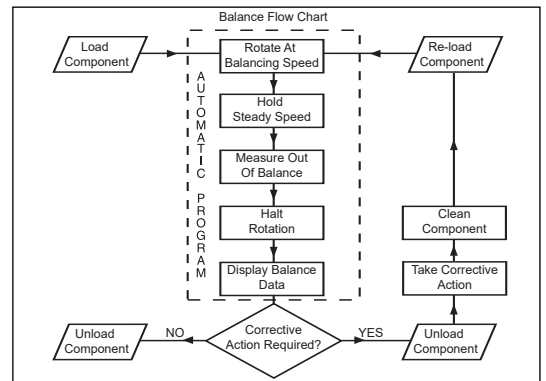 Balance Flow Chart
Load
Component
Rotate At
Balancing Speed
Re-load
Component
AUTOMATIC PROGRAM
Hold
Steady Speed
Measure Out
Of Balance
Halt
Rotation
Clean
Component
Display Balance
Data
Take Corrective
Action
Unload
Component
NO
Corrective
Action Required?
YES
Unload
Component